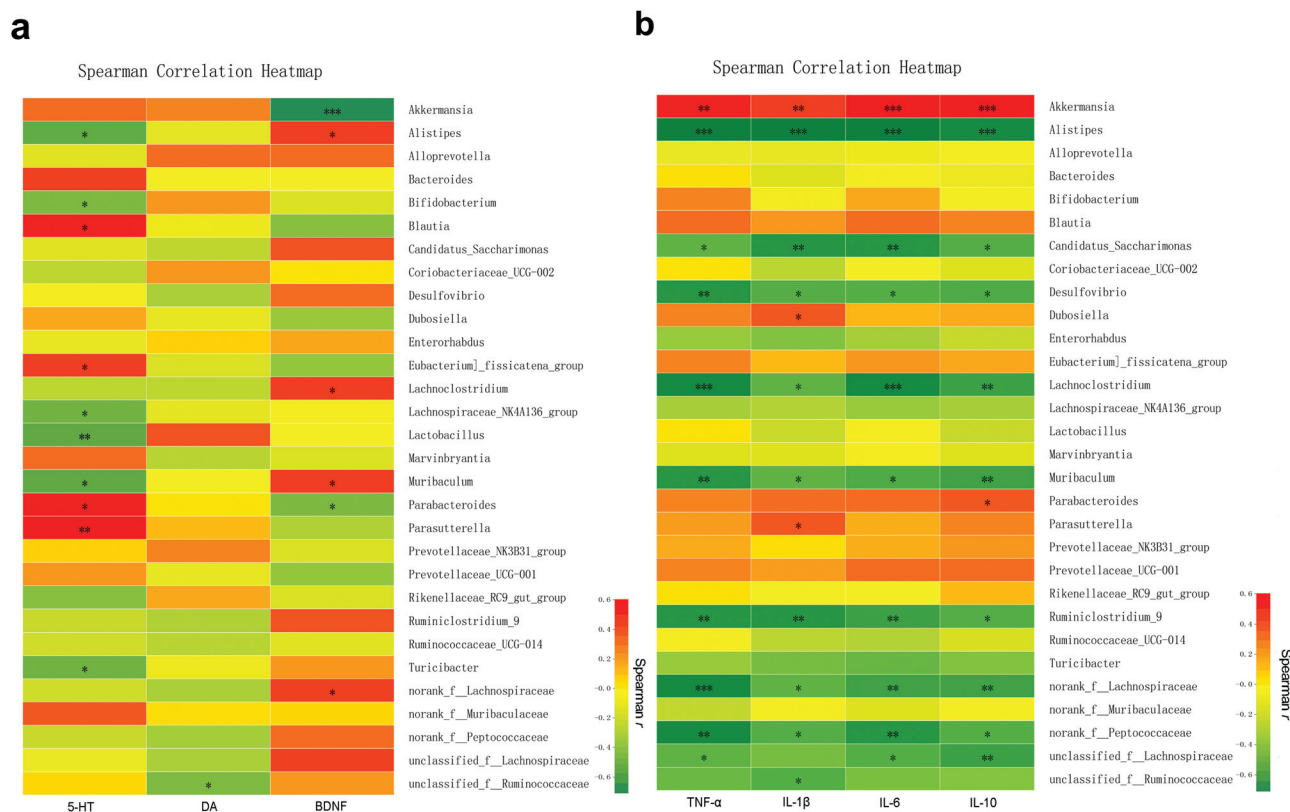 a
Spearman Correlation Heatmap
Akkermansia
***
Alistipes
* *
Alloprevotella
Bacteroides
Bifidobacterium
*
Blautia
*
Candidatus_Saccharimonas
Coriobacteriaceae_UCG-002
Desulfovibrio
Dubosiella
Enterorhabdus
Eubacterium]_fissicatena_group
*
Lachnoclostridium
*
Lachnospiraceae_NK4A136_group
*
Lactobacillus
**
Marvinbryantia
Muribaculum
* *
Parabacteroides
* *
Parasutterella
**
Prevotellaceae_NK3B31_group
Prevotellaceae_UCG-001
Rikenellaceae_RC9_gut_group
Ruminiclostridium_9
Ruminococcaceae_UCG-014
Turicibacter
*
norank_f__Lachnospiraceae
*
norank_f__Muribaculaceae
norank_f__Peptococcaceae
unclassified_f__Lachnospiraceae
unclassified_f__Ruminococcaceae
*
5-HT DA BDNF
0.6
0.4
0.2
-0.0
-0.2
-0.4
-0.6
Spearman r
b
Spearman Correlation Heatmap
** ** *** *** Akkermansia
*** *** *** *** Alistipes
Alloprevotella
Bacteroides
Bifidobacterium
Blautia
* ** ** * Candidatus_Saccharimonas
Coriobacteriaceae_UCG-002
** * * * Desulfovibrio
* Dubosiella
Enterorhabdus
Eubacterium]_fissicatena_group
*** * *** ** Lachnoclostridium
Lachnospiraceae_NK4A136_group
Lactobacillus
Marvinbryantia
** * * ** Muribaculum
* Parabacteroides
* Parasutterella
Prevotellaceae_NK3B31_group
Prevotellaceae_UCG-001
Rikenellaceae_RC9_gut_group
** ** ** * Ruminiclostridium_9
Ruminococcaceae_UCG-014
Turicibacter
*** * ** ** norank_f__Lachnospiraceae
norank_f__Muribaculaceae
** * ** * norank_f__Peptococcaceae
* * ** unclassified_f__Lachnospiraceae
* unclassified_f__Ruminococcaceae
TNF-α IL-1β IL-6 IL-10
0.6
0.4
0.2
-0.0
-0.2
-0.4
-0.6
Spearman r